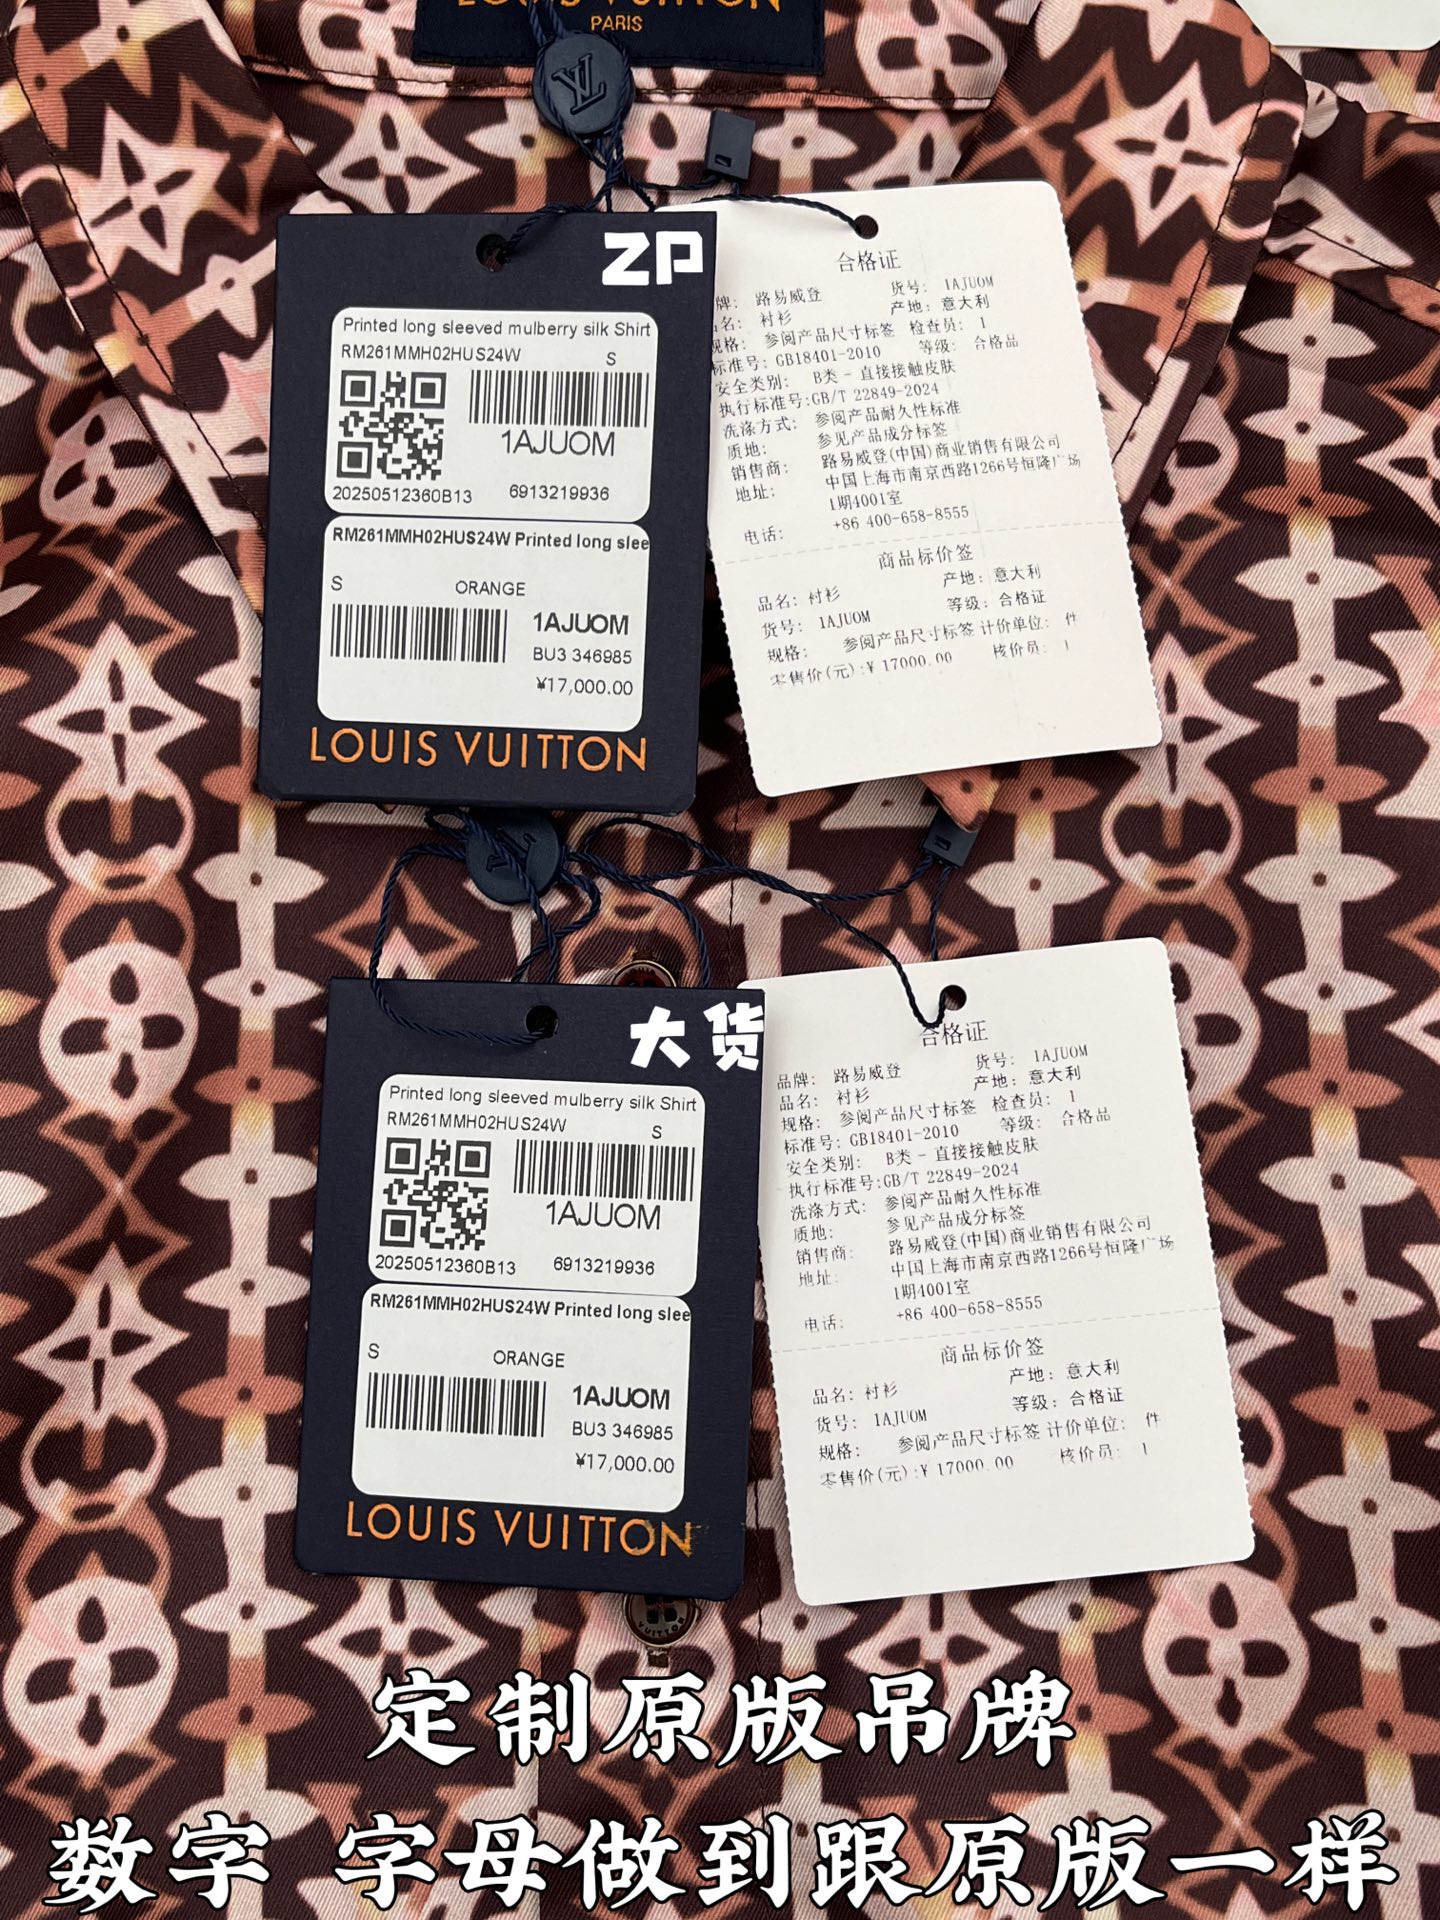 LOUIS VUITTON
PARIS
LV
ZP
Printed long sleeved mulberry silk Shirt
RM261MMH02HUS24W S
1AJUOM
20250512360B13 6913219936
RM261MMH02HUS24W Printed long slee
S ORANGE
1AJUOM
BU3 346985
¥17,000.00
LOUIS VUITTON
合格证
牌: 路易威登 货号: 1AJUOM
名: 衬衫 产地: 意大利
规格: 参阅产品尺寸标签 检查员: 1
标准号: GB18401-2010 等级: 合格品
安全类别: B类 - 直接接触皮肤
执行标准号:GB/T 22849-2024
洗涤方式: 参阅产品耐久性标准
质地: 参见产品成分标签
销售商: 路易威登(中国)商业销售有限公司
地址: 中国上海市南京西路1266号恒隆广场
1期4001室
电话: +86 400-658-8555
商品标价签
品名: 衬衫 产地: 意大利
货号: 1AJUOM 等级: 合格证
规格: 参阅产品尺寸标签 计价单位: 件
零售价(元):¥ 17000.00 核价员: 1
大货
Printed long sleeved mulberry silk Shirt
RM261MMH02HUS24W S
1AJUOM
20250512360B13 6913219936
RM261MMH02HUS24W Printed long slee
S ORANGE
1AJUOM
BU3 346985
¥17,000.00
LOUIS VUITTON
合格证
品牌: 路易威登 货号: 1AJUOM
品名: 衬衫 产地: 意大利
规格: 参阅产品尺寸标签 检查员: 1
标准号: GB18401-2010 等级: 合格品
安全类别: B类 - 直接接触皮肤
执行标准号:GB/T 22849-2024
洗涤方式: 参阅产品耐久性标准
质地: 参见产品成分标签
销售商: 路易威登(中国)商业销售有限公司
地址: 中国上海市南京西路1266号恒隆广场
1期4001室
电话: +86 400-658-8555
商品标价签
品名: 衬衫 产地: 意大利
货号: 1AJUOM 等级: 合格证
规格: 参阅产品尺寸标签 计价单位: 件
零售价(元):¥ 17000.00 核价员: 1
VUITTON
定制原版吊牌
数字 字母做到跟原版一样